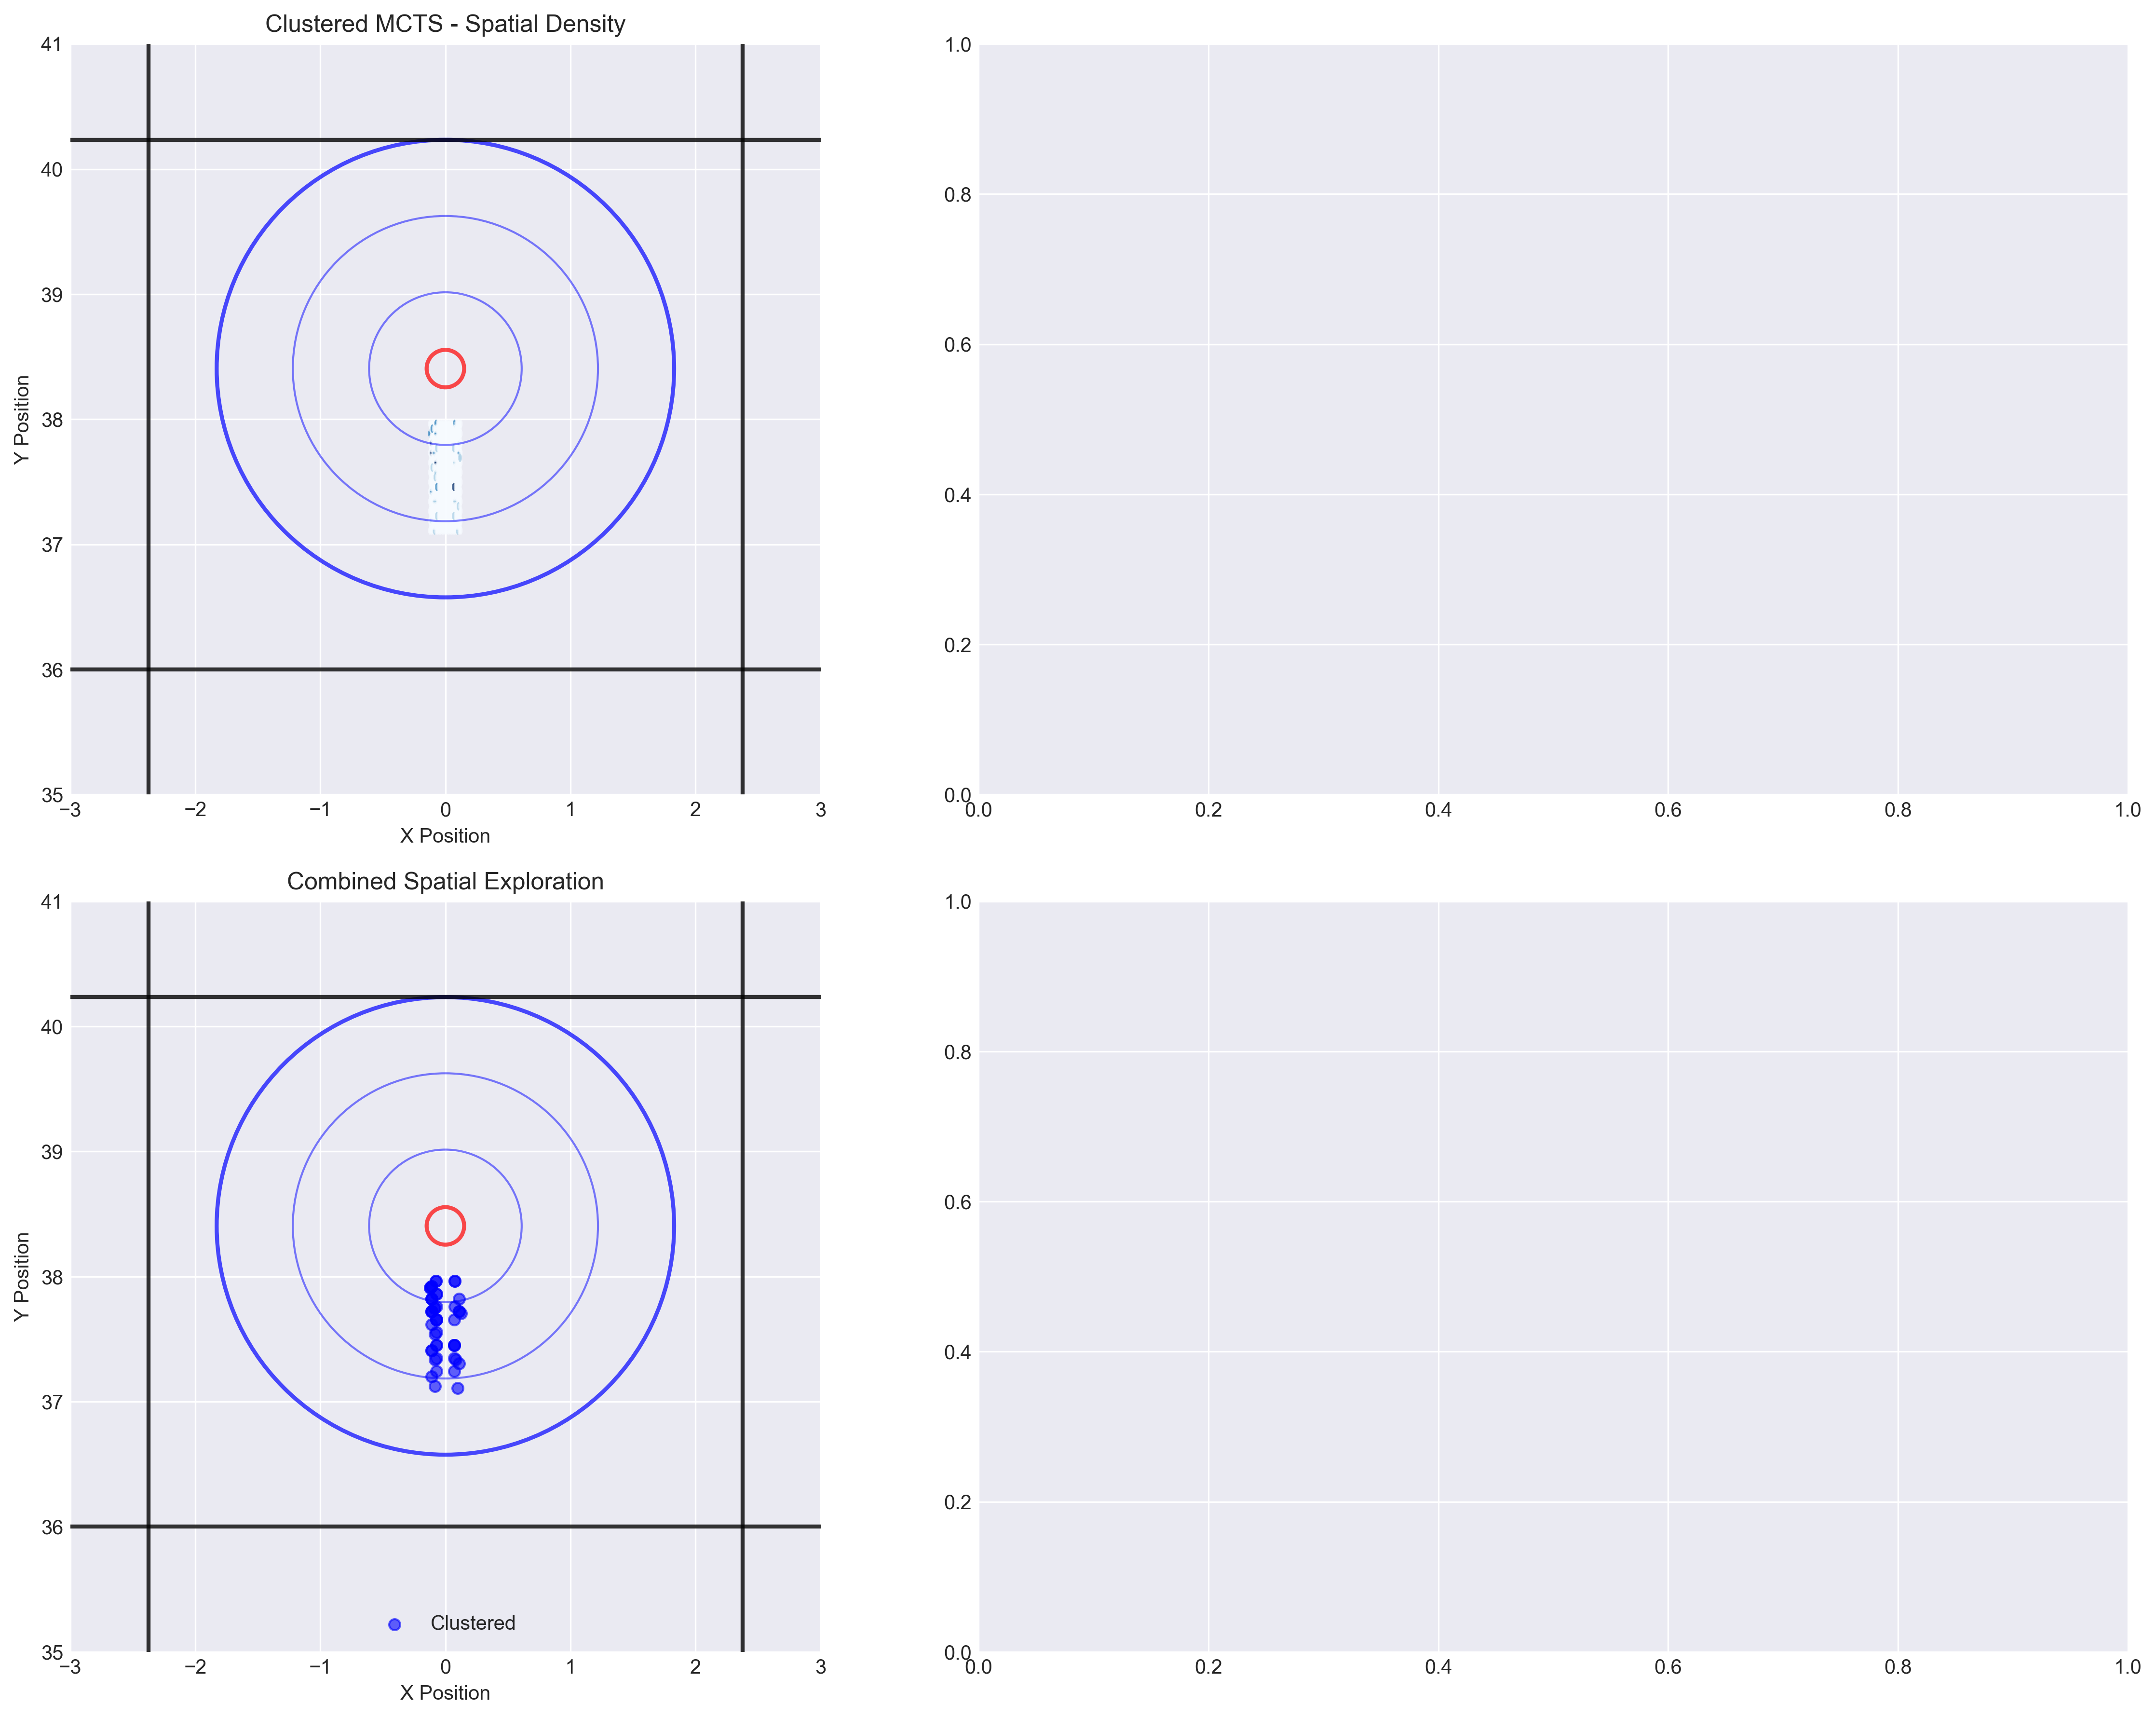 Clustered MCTS - Spatial Density
41
40
39
38
37
36
35
Y Position
−3 −2 −1 0 1 2 3
X Position
1.0
0.8
0.6
0.4
0.2
0.0
0.0 0.2 0.4 0.6 0.8 1.0
Combined Spatial Exploration
41
40
39
38
37
36
35
Y Position
Clustered
−3 −2 −1 0 1 2 3
X Position
1.0
0.8
0.6
0.4
0.2
0.0
0.0 0.2 0.4 0.6 0.8 1.0